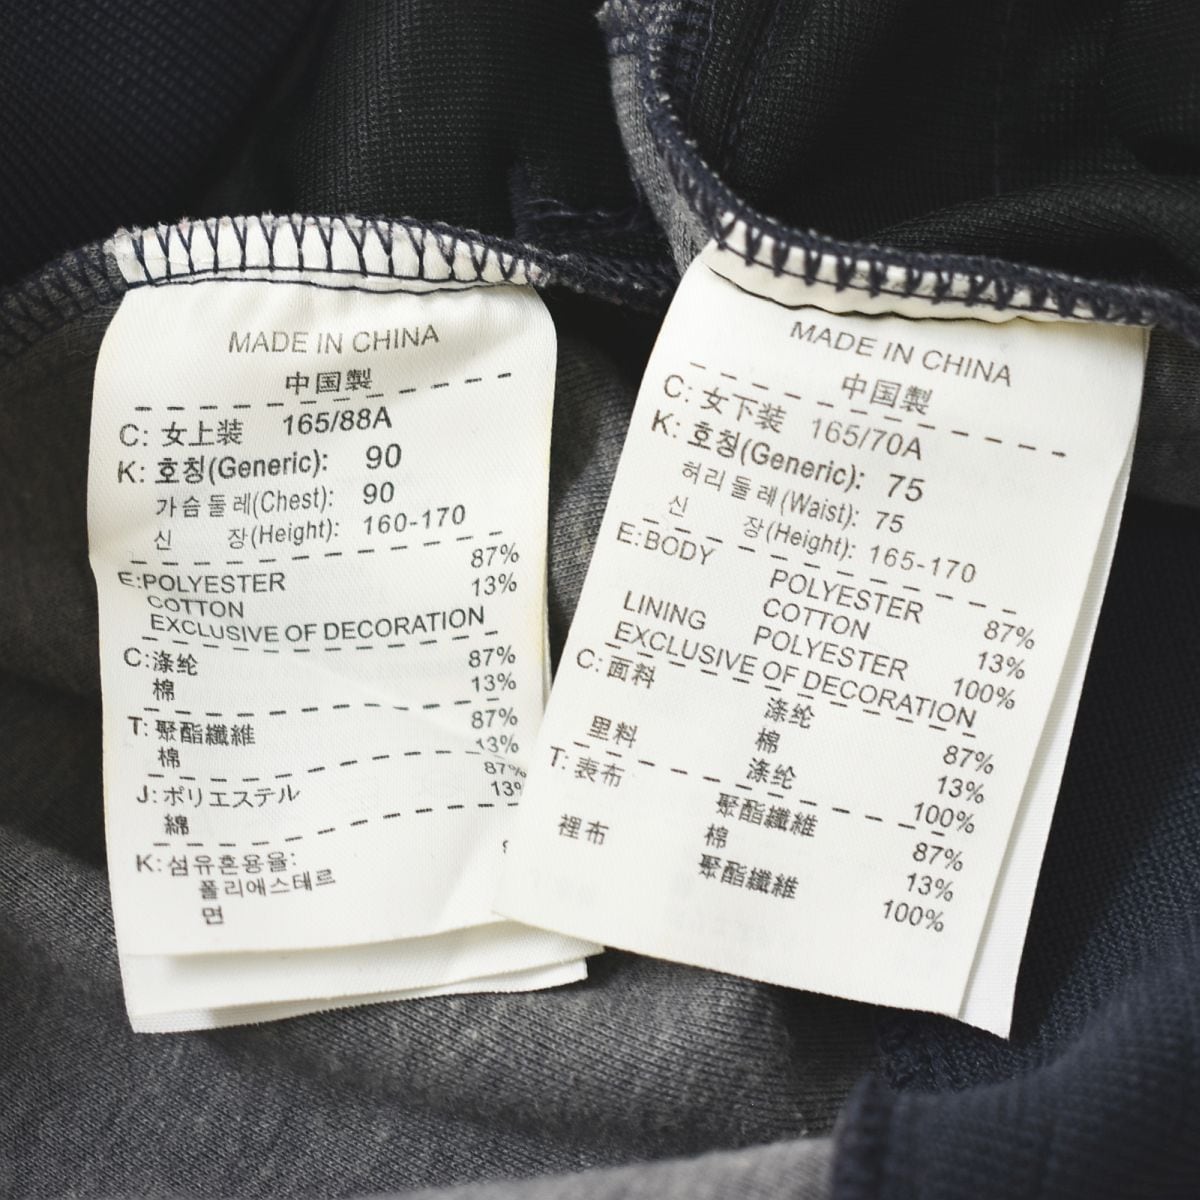 MADE IN CHINA
中国製
C: 女上装 165/88A
K: 호칭(Generic): 90
가슴둘레(Chest): 90
신 장(Height): 160-170
E:POLYESTER 87%
COTTON 13%
EXCLUSIVE OF DECORATION
C:涤纶 87%
棉 13%
T: 聚酯纖維 87%
棉 13%
J:ポリエステル 87%
綿 13%
K:섬유혼용율:
폴리에스테르
면
MADE IN CHINA
中国製
C: 女下装 165/70A
K: 호칭(Generic): 75
허리둘레(Waist): 75
신 장(Height): 165-170
E:BODY POLYESTER 87%
COTTON 13%
LINING POLYESTER 100%
EXCLUSIVE OF DECORATION
C: 面料 涤纶 87%
棉 13%
里料 涤纶 100%
T: 表布 聚酯纖維 87%
棉 13%
裡布 聚酯纖維 100%